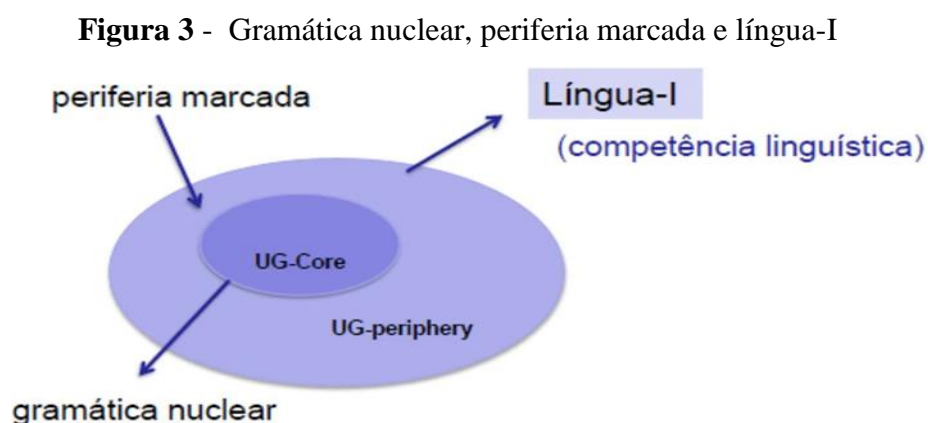 Figura 3 - Gramática nuclear, periferia marcada e língua-I
periferia marcada
Língua-I
(competência linguística)
UG-Core
UG-periphery
gramática nuclear